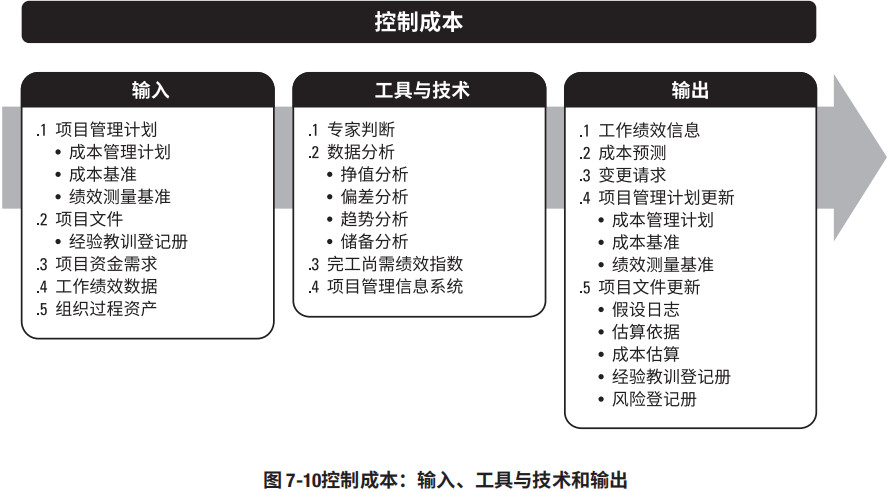 控制成本
输入
.1 项目管理计划
• 成本管理计划
• 成本基准
• 绩效测量基准
.2 项目文件
• 经验教训登记册
.3 项目资金需求
.4 工作绩效数据
.5 组织过程资产
工具与技术
.1 专家判断
.2 数据分析
• 挣值分析
• 偏差分析
• 趋势分析
• 储备分析
.3 完工尚需绩效指数
.4 项目管理信息系统
输出
.1 工作绩效信息
.2 成本预测
.3 变更请求
.4 项目管理计划更新
• 成本管理计划
• 成本基准
• 绩效测量基准
.5 项目文件更新
• 假设日志
• 估算依据
• 成本估算
• 经验教训登记册
• 风险登记册
图 7-10控制成本：输入、工具与技术和输出